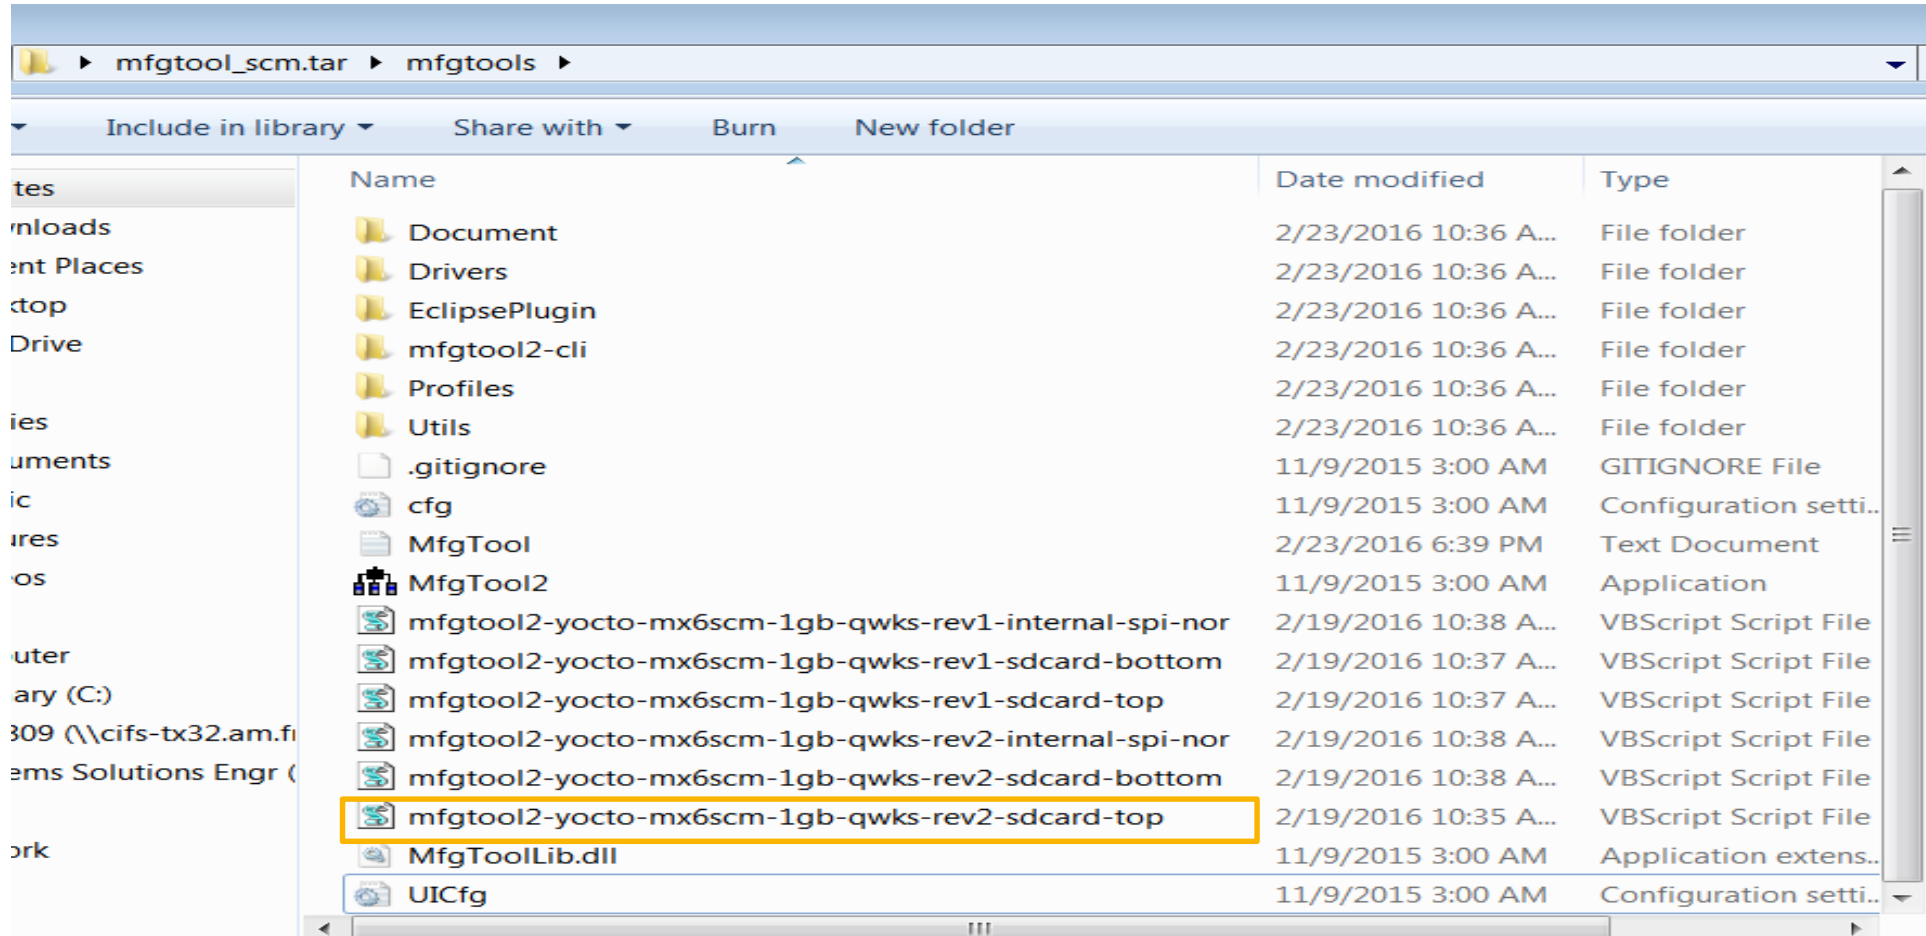 mfgtool_scm.tar mfgtools
Include in library Share with Burn New folder
tes
nloads
ent Places
ktop
Drive
ies
uments
ic
ures
os
uter
ary (C:)
809 (\\cifs-tx32.am.fr
ems Solutions Engr (
ork
Name Date modified Type
Document 2/23/2016 10:36 A... File folder
Drivers 2/23/2016 10:36 A... File folder
EclipsePlugin 2/23/2016 10:36 A... File folder
mfgtool2-cli 2/23/2016 10:36 A... File folder
Profiles 2/23/2016 10:36 A... File folder
Utils 2/23/2016 10:36 A... File folder
.gitignore 11/9/2015 3:00 AM GITIGNORE File
cfg 11/9/2015 3:00 AM Configuration setti...
MfgTool 2/23/2016 6:39 PM Text Document
MfgTool2 11/9/2015 3:00 AM Application
mfgtool2-yocto-mx6scm-1gb-qwks-rev1-internal-spi-nor 2/19/2016 10:38 A... VBScript Script File
mfgtool2-yocto-mx6scm-1gb-qwks-rev1-sdcard-bottom 2/19/2016 10:37 A... VBScript Script File
mfgtool2-yocto-mx6scm-1gb-qwks-rev1-sdcard-top 2/19/2016 10:37 A... VBScript Script File
mfgtool2-yocto-mx6scm-1gb-qwks-rev2-internal-spi-nor 2/19/2016 10:38 A... VBScript Script File
mfgtool2-yocto-mx6scm-1gb-qwks-rev2-sdcard-bottom 2/19/2016 10:38 A... VBScript Script File
mfgtool2-yocto-mx6scm-1gb-qwks-rev2-sdcard-top 2/19/2016 10:35 A... VBScript Script File
MfgToolLib.dll 11/9/2015 3:00 AM Application extens...
UICfg 11/9/2015 3:00 AM Configuration setti...